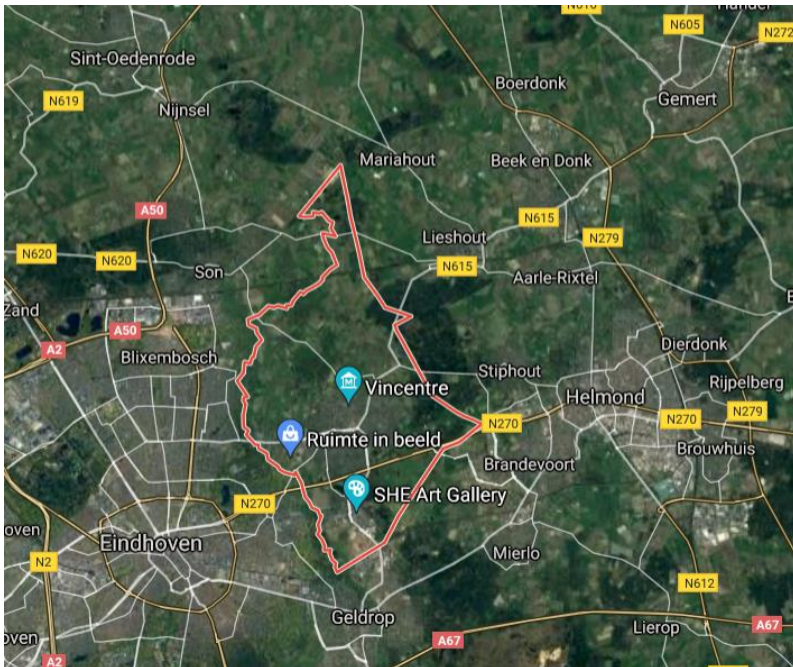 N616
Handel
N605
N272
Sint-Oedenrode
Boerdonk
Gemert
N619
Nijnsel
Mariahout
Beek en Donk
A50
N615
Lieshout
N279
N620
N620
Son
N615
Aarle-Rixtel
Zand
A50
A2
Blixembosch
Dierdonk
Stiphout
Vincentre
Helmond
Rijpelberg
N270
N279
N270
Ruimte in beeld
Brouwhuis
Brandevoort
N270
SHE Art Gallery
oven
Eindhoven
Mierlo
N2
N612
Geldrop
Lierop
A67
oven
A67
A2